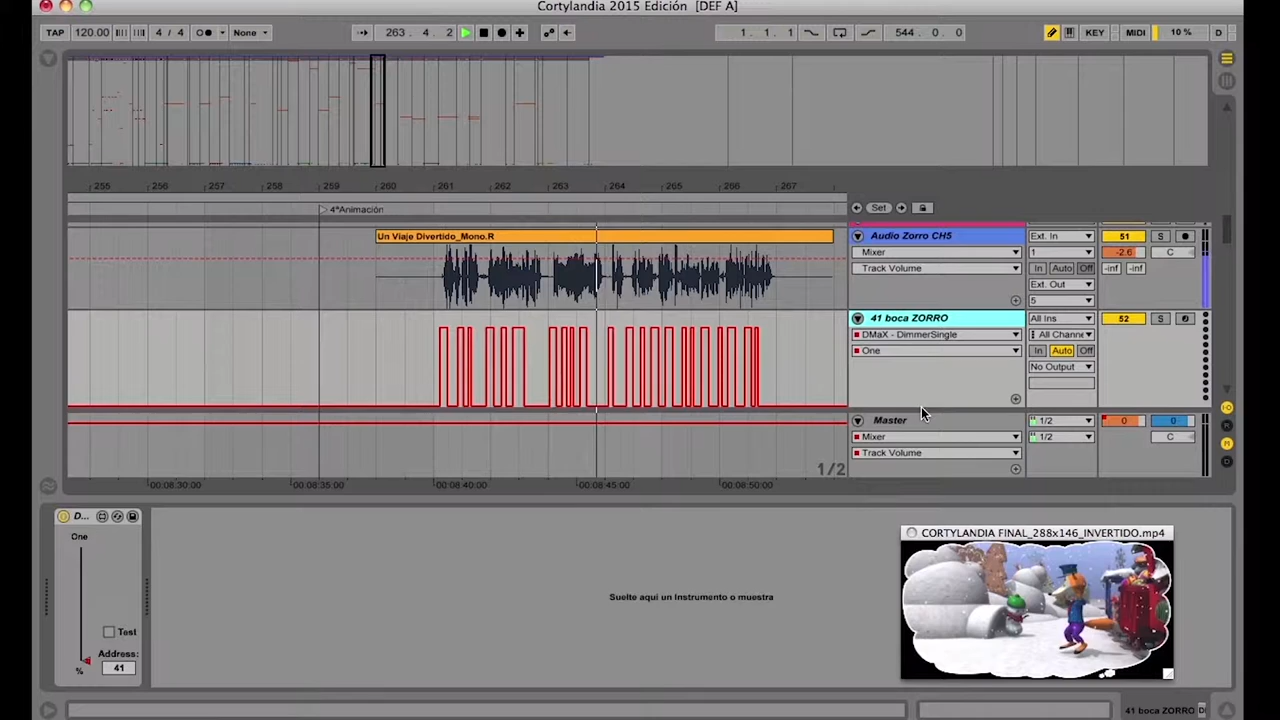 Cortylandia 2015 Edición [DEF A]
TAP 120.00 4 / 4 None 263. 4. 2 1. 1. 1 544. 0. 0 KEY MIDI 10 % D
255 256 257 258 259 260 261 262 263 264 265 266 267
4ªAnimación
Set
Un Viaje Divertido_Mono.R
Audio Zorro CH5 Ext. In 51 S
Mixer 1 -2.6 C
Track Volume In Auto Off -inf -inf
Ext. Out
5
41 boca ZORRO All Ins 52 S
DMaX - DimmerSingle All Channe
One In Auto Off
No Output
Master 1/2 0 0
Mixer 1/2 C
Track Volume
1/2
00:08:30:00 00:08:35:00 00:08:40:00 00:08:45:00 00:08:50:00
D...
One
Test
Address:
%
41
Suelte aquí un Instrumento o muestra
CORTYLANDIA FINAL_288x146_INVERTIDO.mp4
41 boca ZORRO